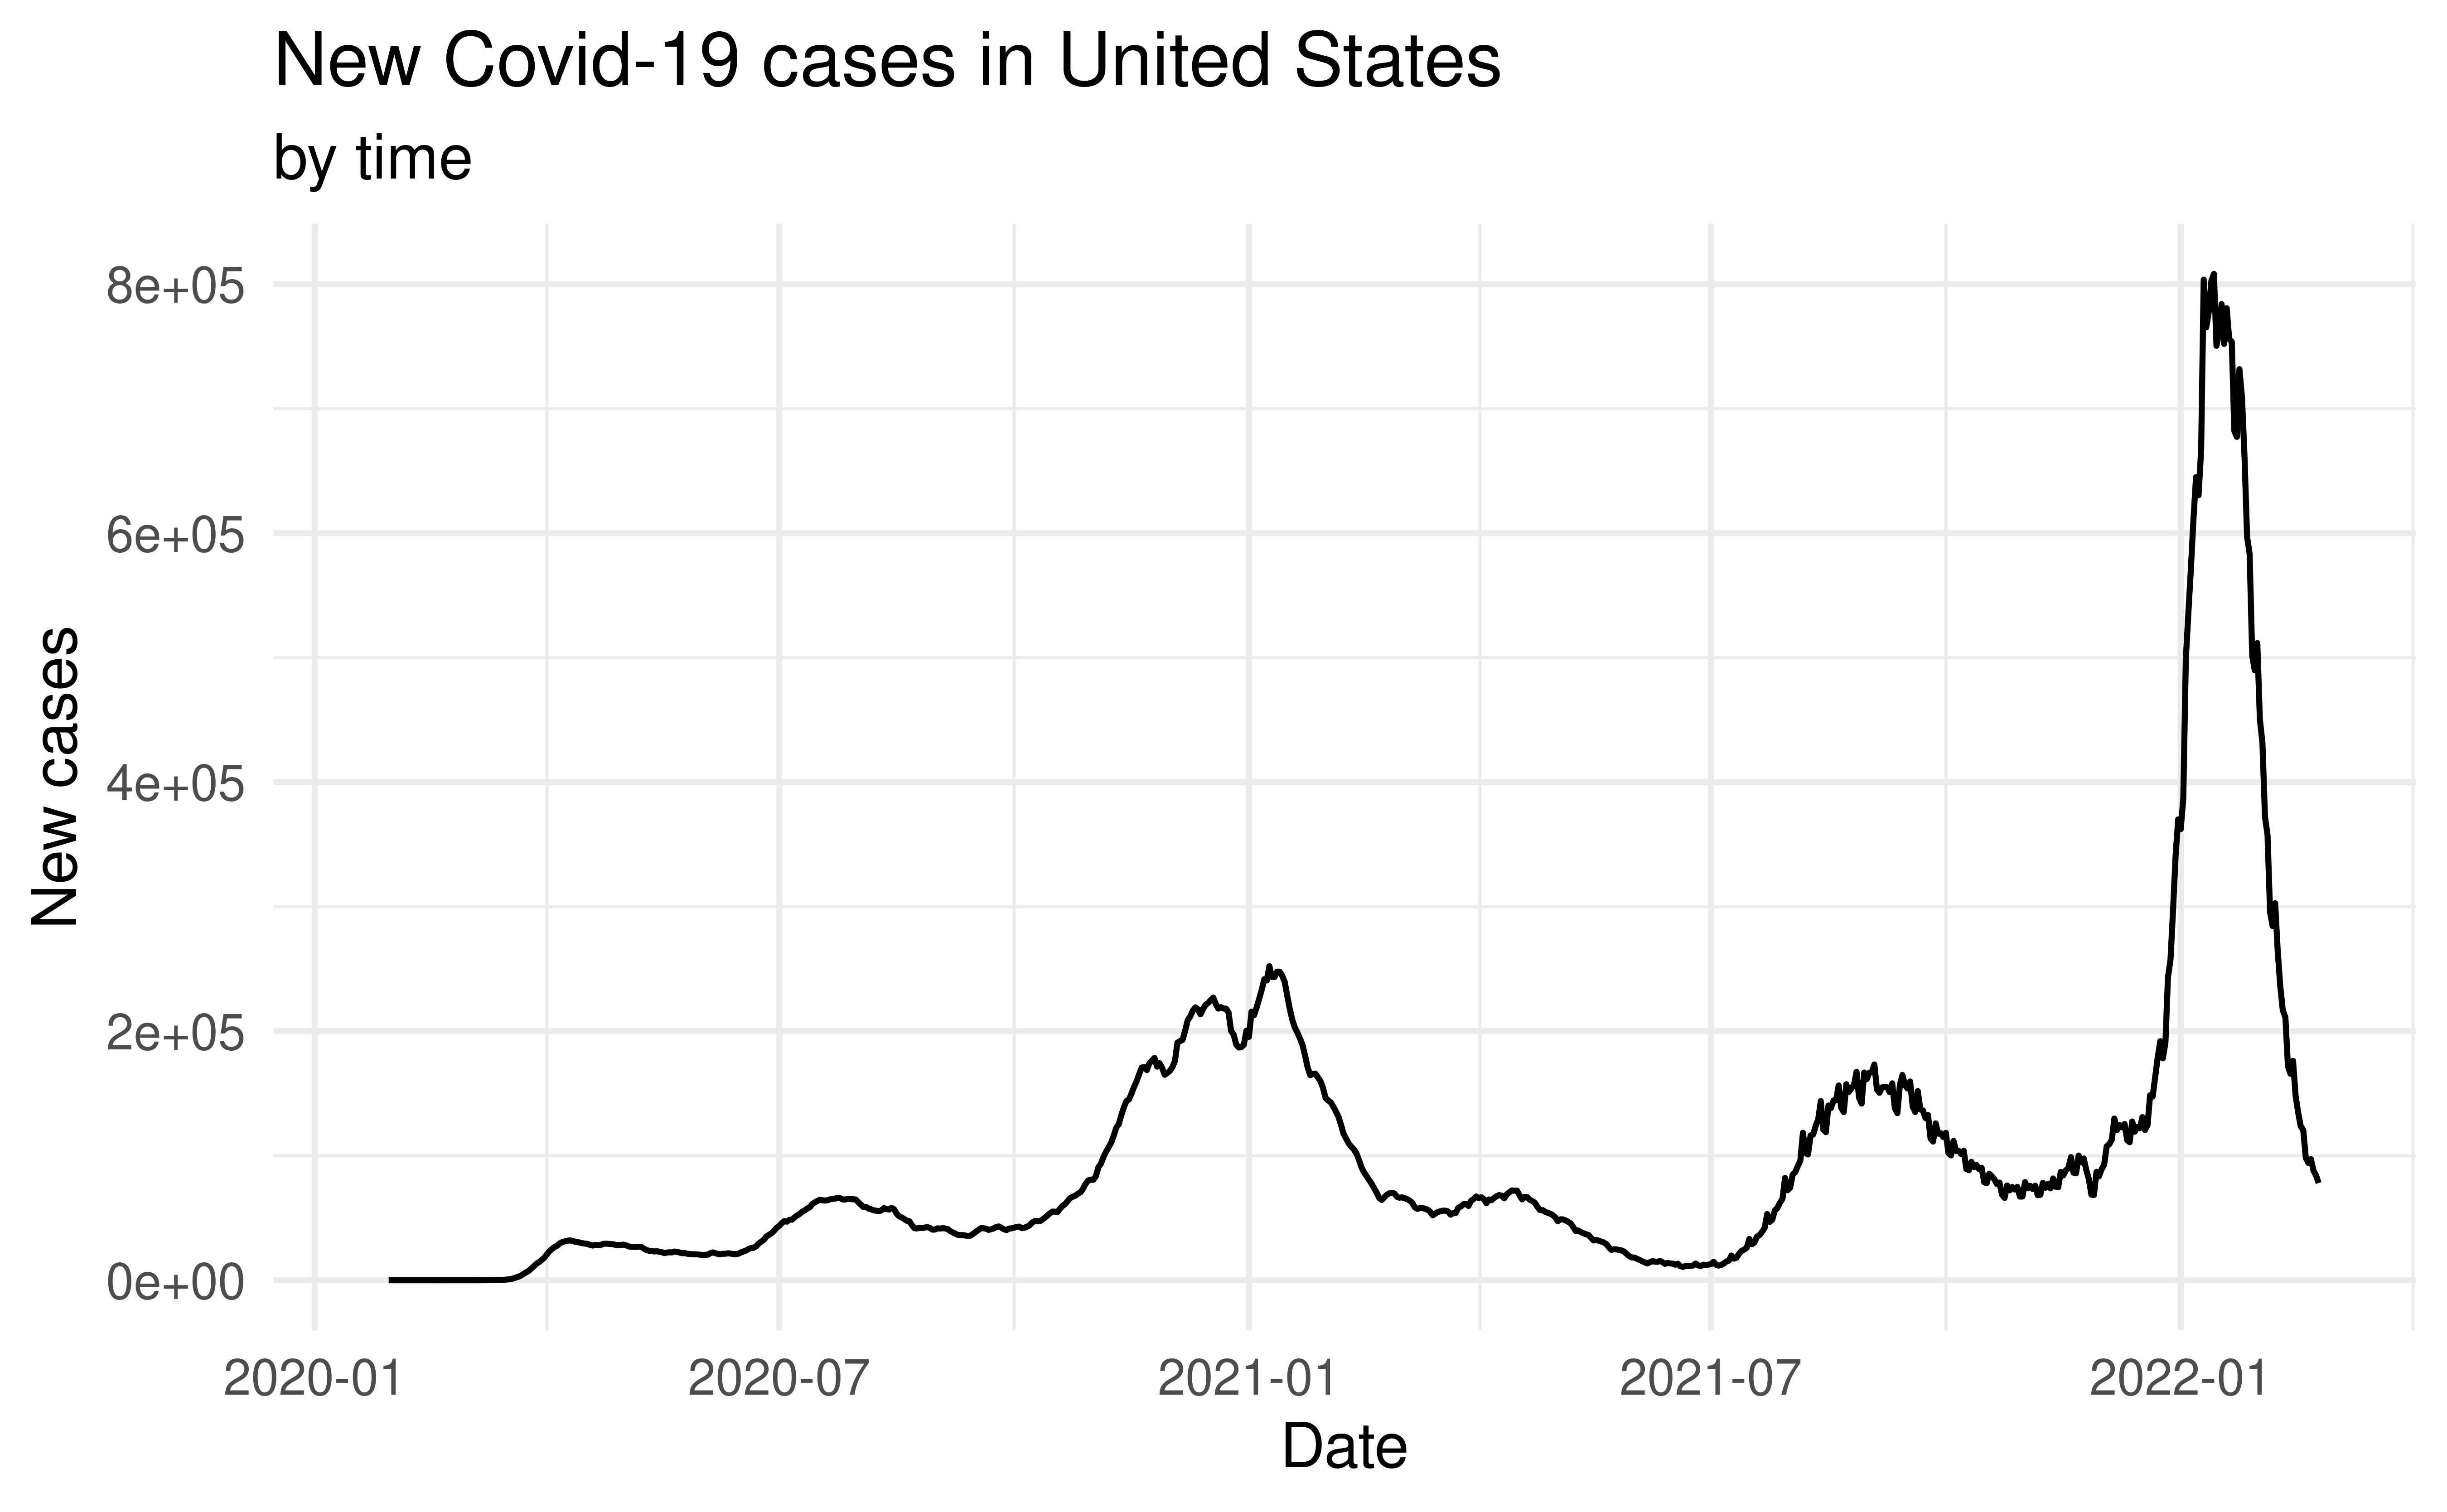 New Covid-19 cases in United States
by time
8e+05
6e+05
4e+05
2e+05
0e+00
New cases
2020-01
2020-07
2021-01
2021-07
2022-01
Date